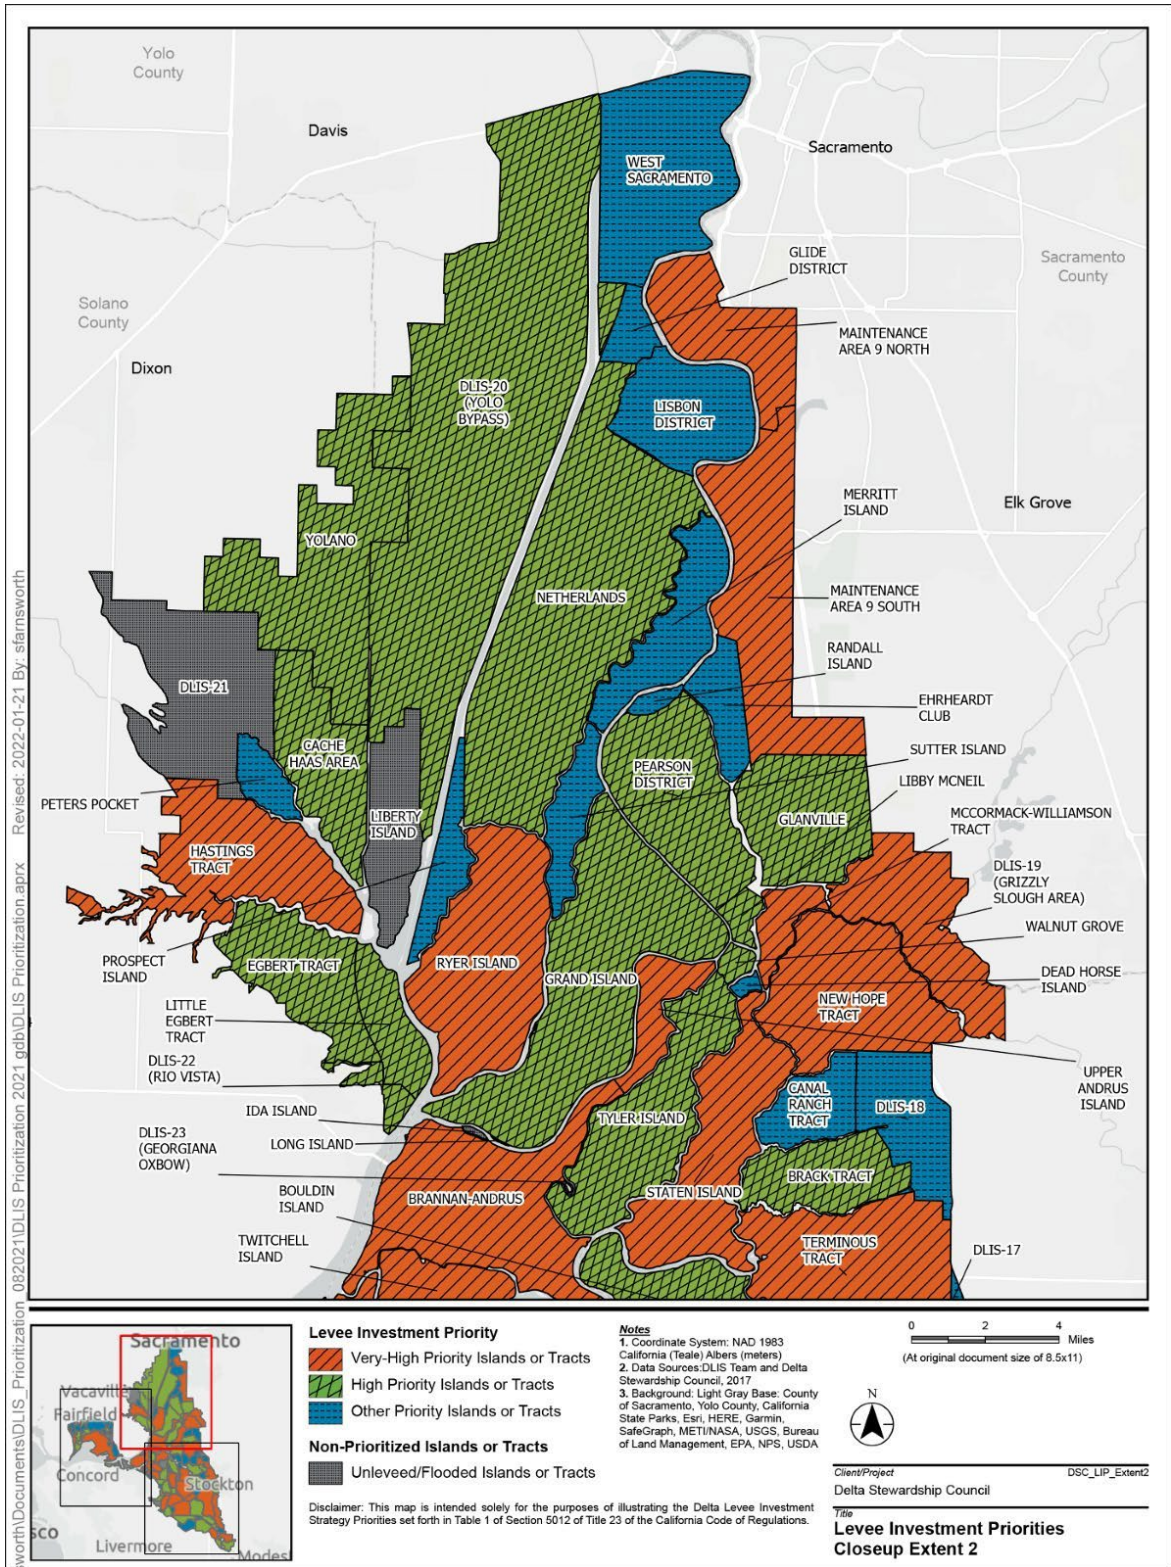 Yolo
County
Davis
Sacramento
WEST
SACRAMENTO
GLIDE
DISTRICT
Sacramento
County
Solano
County
MAINTENANCE
AREA 9 NORTH
Dixon
DLIS-20
(YOLO
BYPASS)
LISBON
DISTRICT
MERRITT
ISLAND
Elk Grove
YOLANO
NETHERLANDS
MAINTENANCE
AREA 9 SOUTH
RANDALL
ISLAND
DLIS-21
EHRHEARDT
CLUB
CACHE
HAAS AREA
SUTTER ISLAND
PEARSON
DISTRICT
LIBBY MCNEIL
PETERS POCKET
LIBERTY
ISLAND
GLANVILLE
MCCORMACK-WILLIAMSON
TRACT
HASTINGS
TRACT
DLIS-19
(GRIZZLY
SLOUGH AREA)
WALNUT GROVE
PROSPECT
ISLAND
EGBERT TRACT
RYER ISLAND
GRAND ISLAND
DEAD HORSE
ISLAND
NEW HOPE
TRACT
LITTLE
EGBERT
TRACT
DLIS-22
(RIO VISTA)
UPPER
ANDRUS
ISLAND
CANAL
RANCH
TRACT
DLIS-18
IDA ISLAND
TYLER ISLAND
DLIS-23
(GEORGIANA
OXBOW)
LONG ISLAND
BRACK TRACT
BOULDIN
ISLAND
BRANNAN-ANDRUS
STATEN ISLAND
TWITCHELL
ISLAND
TERMINOUS
TRACT
DLIS-17
sworth\Documents\DLIS_Prioritization_082021\DLIS Prioritization 2021 gdb\DLIS Prioritization.aprx Revised: 2022-01-21 By: sfarnsworth
Sacramento
Vacaville
Fairfield
Concord
Stockton
sco
Livermore
Modest
Levee Investment Priority
Very-High Priority Islands or Tracts
High Priority Islands or Tracts
Other Priority Islands or Tracts
Non-Prioritized Islands or Tracts
Unleveed/Flooded Islands or Tracts
Notes
1. Coordinate System: NAD 1983
California (Teale) Albers (meters)
2. Data Sources:DLIS Team and Delta
Stewardship Council, 2017
3. Background: Light Gray Base: County
of Sacramento, Yolo County, California
State Parks, Esri, HERE, Garmin,
SafeGraph, METI/NASA, USGS, Bureau
of Land Management, EPA, NPS, USDA
Disclaimer: This map is intended solely for the purposes of illustrating the Delta Levee Investment
Strategy Priorities set forth in Table 1 of Section 5012 of Title 23 of the California Code of Regulations.
0 2 4
Miles
(At original document size of 8.5x11)
N
Client/Project DSC_LIP_Extent2
Delta Stewardship Council
Title
Levee Investment Priorities
Closeup Extent 2